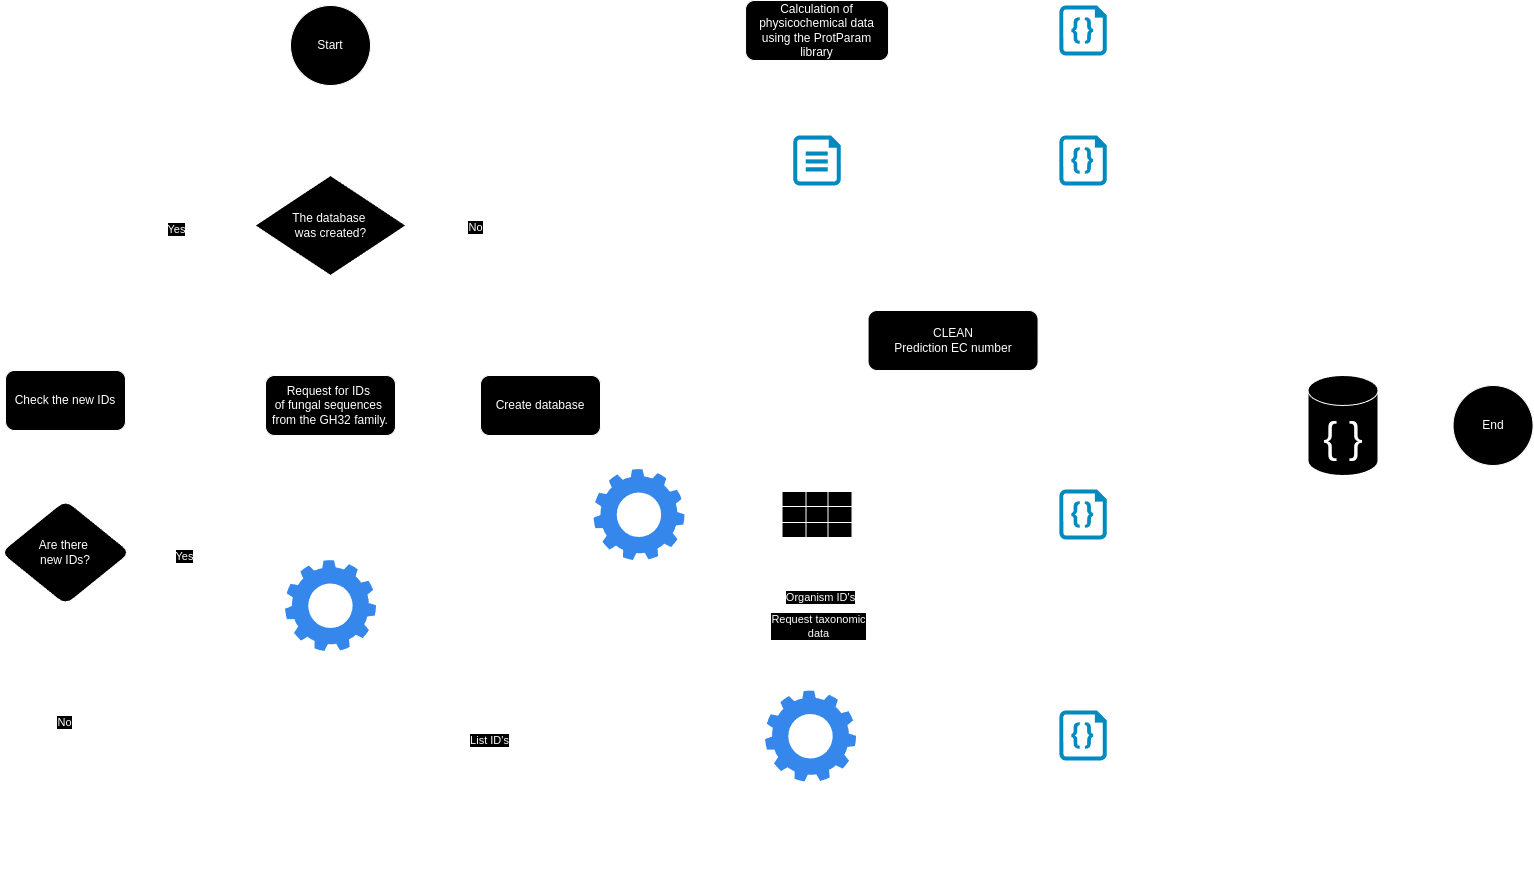 Start
Calculation of
physicochemical data
using the ProtParam
library
{ }
{ }
The database
was created?
Yes
No
CLEAN
Prediction EC number
Check the new IDs
Request for IDs
of fungal sequences
from the GH32 family.
Create database
{ }
End
Are there
new IDs?
Yes
{ }
Organism ID's
Request taxonomic
data
No
List ID's
{ }